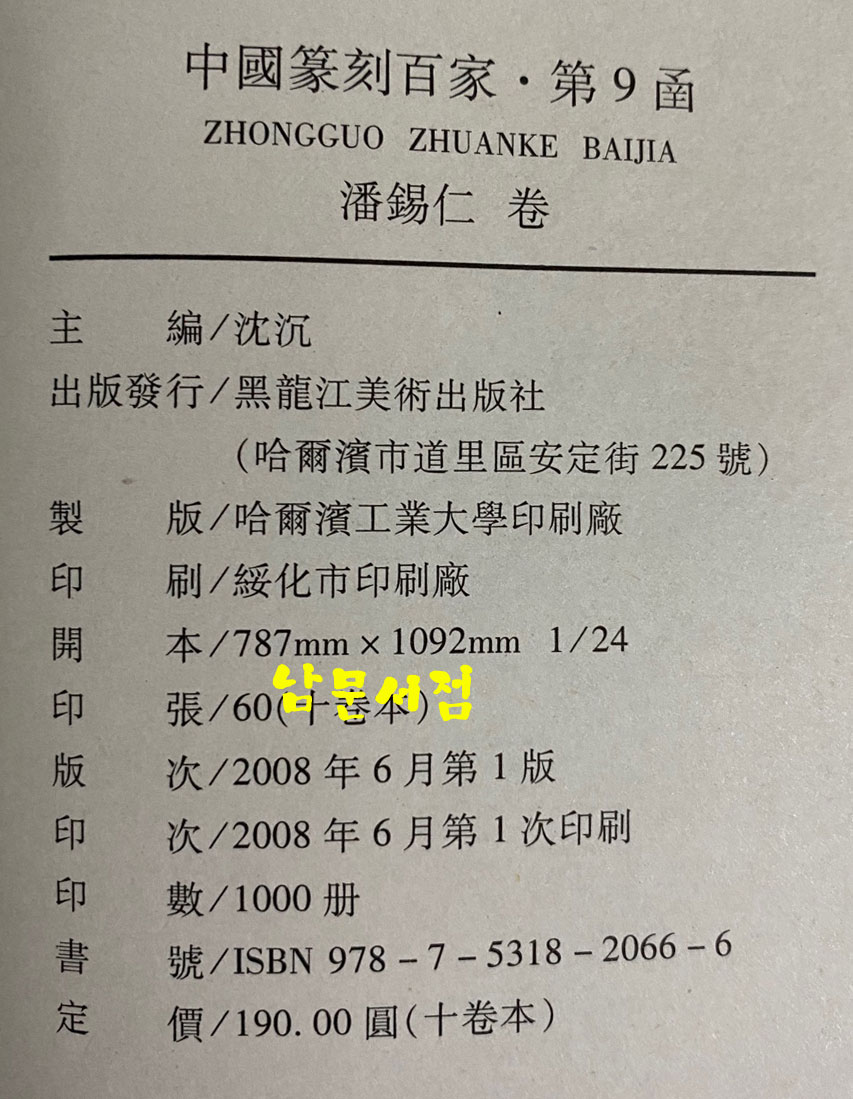 中國篆刻百家·第9函
ZHONGGUO ZHUANKE BAIJIA
潘錫仁 卷
主 編/沈沉
出版發行/黑龍江美術出版社
(哈爾濱市道里區安定街225號)
製 版/哈爾濱工業大學印刷廠
印 刷/綏化市印刷廠
開 本/787mm×1092mm 1/24
남문서점
印 張/60(十卷本)
版 次/2008年6月第1版
印 次/2008年6月第1次印刷
印 數/1000册
書 號/ISBN 978-7-5318-2066-6
定 價/190.00圓(十卷本)